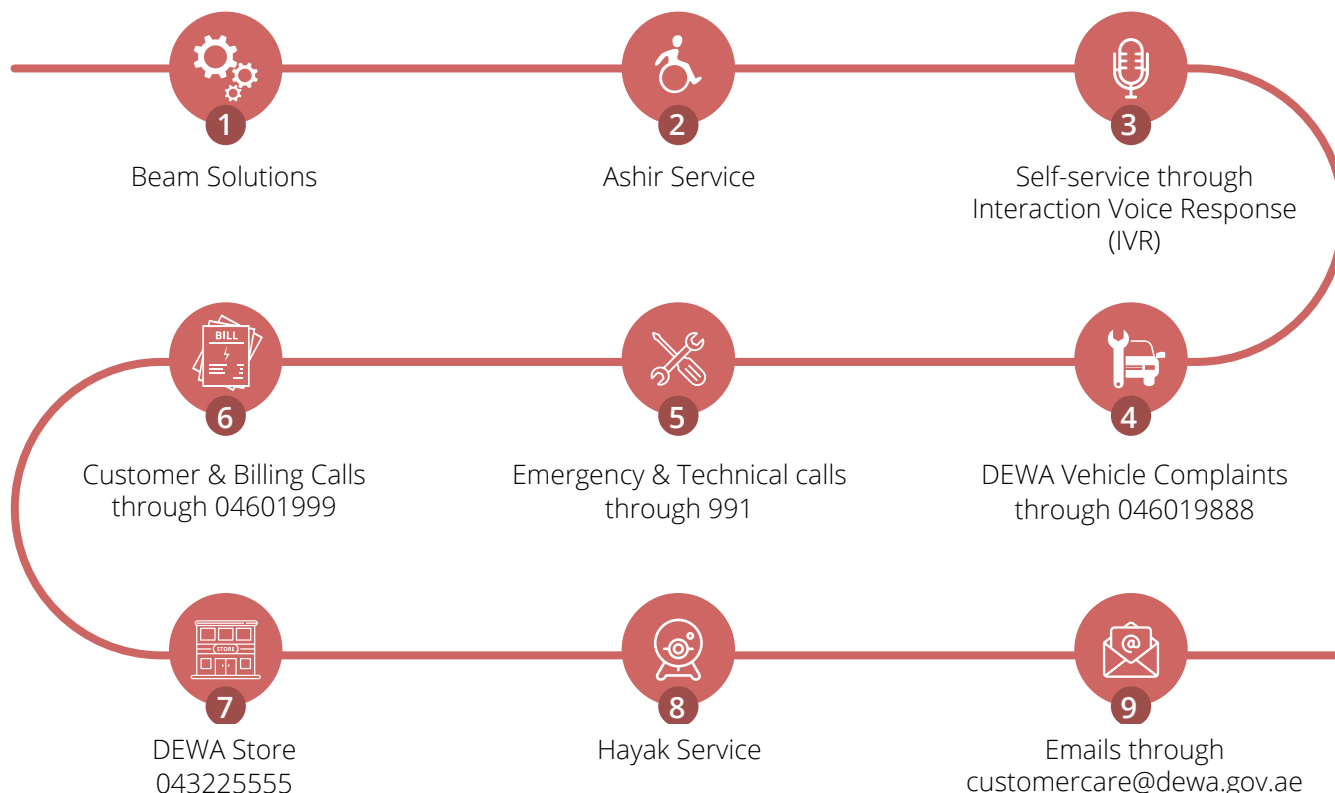 1
Beam Solutions
2
Ashir Service
3
Self-service through
Interaction Voice Response
(IVR)
4
DEWA Vehicle Complaints
through 046019888
5
Emergency & Technical calls
through 991
BILL
6
Customer & Billing Calls
through 04601999
STORE
7
DEWA Store
043225555
8
Hayak Service
@
9
Emails through
customercare@dewa.gov.ae